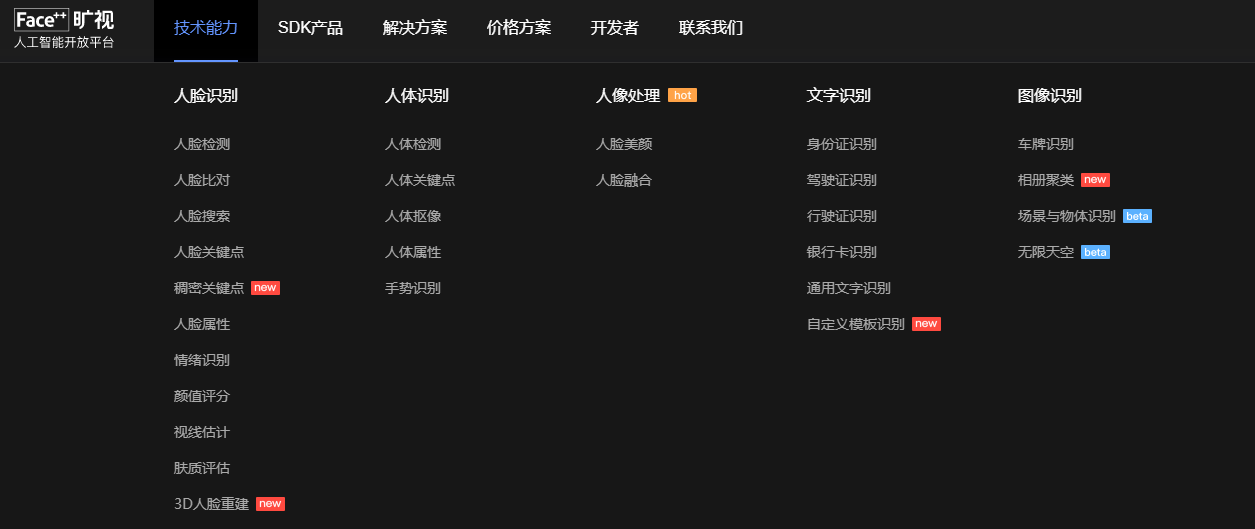 Face++ 旷视
人工智能开放平台
技术能力 SDK产品 解决方案 价格方案 开发者 联系我们
人脸识别
人脸检测
人脸比对
人脸搜索
人脸关键点
稠密关键点 new
人脸属性
情绪识别
颜值评分
视线估计
肤质评估
3D人脸重建 new
人体识别
人体检测
人体关键点
人体抠像
人体属性
手势识别
人像处理 hot
人脸美颜
人脸融合
文字识别
身份证识别
驾驶证识别
行驶证识别
银行卡识别
通用文字识别
自定义模板识别 new
图像识别
车牌识别
相册聚类 new
场景与物体识别 beta
无限天空 beta